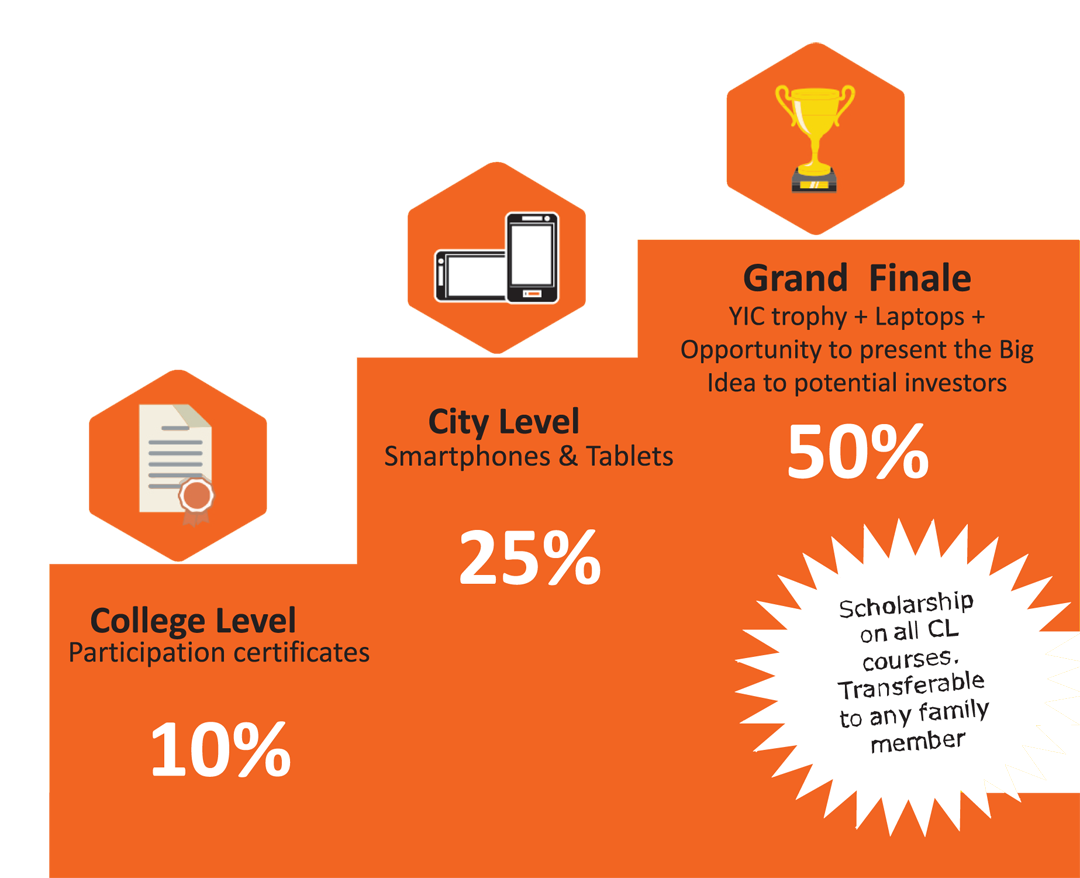 Grand Finale
YIC trophy + Laptops +
Opportunity to present the Big
Idea to potential investors
50%
City Level
Smartphones & Tablets
25%
College Level
Participation certificates
10%
Scholarship
on all CL
courses.
Transferable
to any family
member